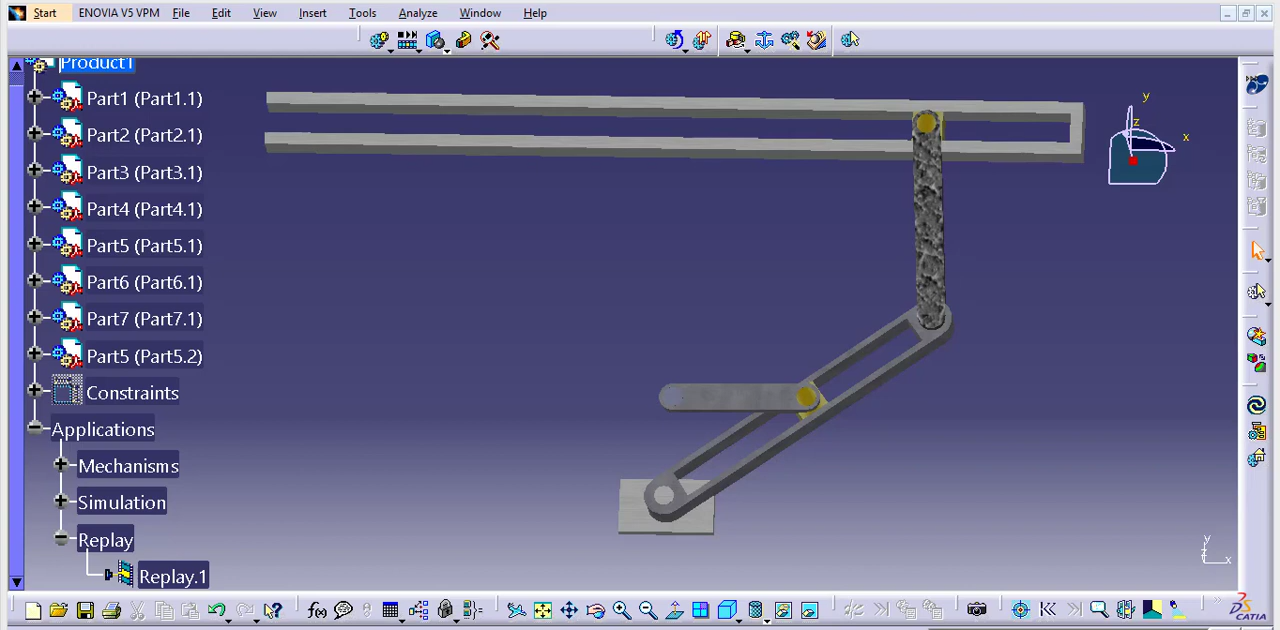 Start ENOVIA V5 VPM File Edit View Insert Tools Analyze Window Help
Product1
Part1 (Part1.1)
Part2 (Part2.1)
Part3 (Part3.1)
Part4 (Part4.1)
Part5 (Part5.1)
Part6 (Part6.1)
Part7 (Part7.1)
Part5 (Part5.2)
Constraints
Applications
Mechanisms
Simulation
Replay
Replay.1
y
z
x
y
z
x
f(x)
CATIA